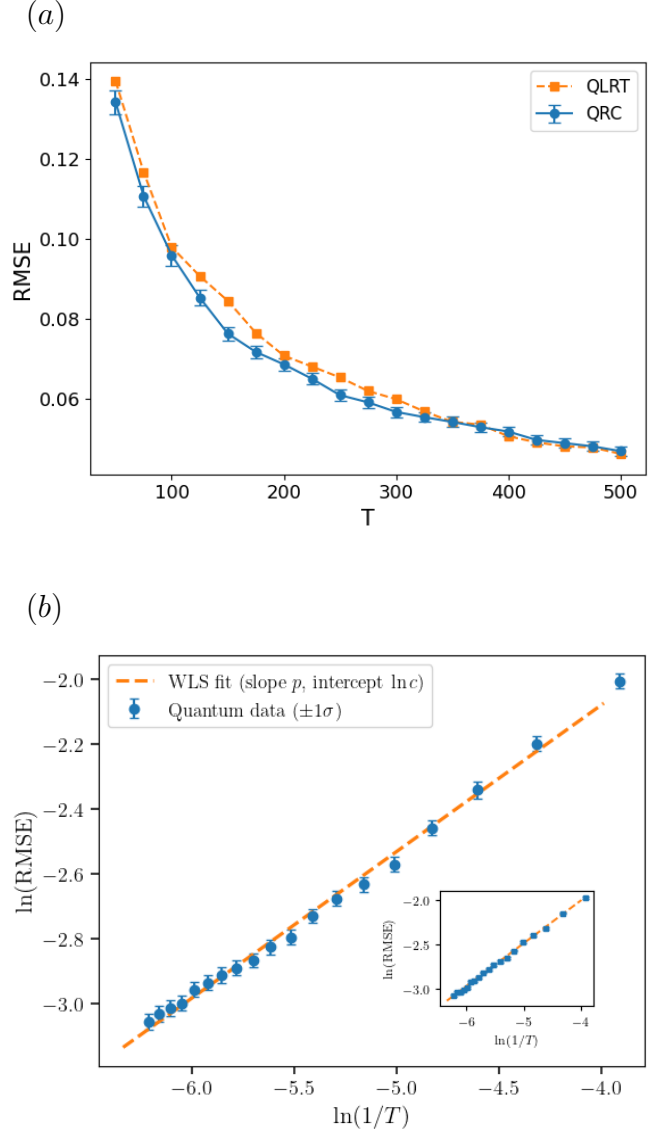 (a)
0.14
0.12
0.10
0.08
0.06
RMSE
QLRT
QRC
100
200
300
400
500
T
(b)
−2.0
−2.2
−2.4
−2.6
−2.8
−3.0
ln(RMSE)
WLS fit (slope p, intercept ln c)
Quantum data (±1σ)
−2.0
−2.5
−3.0
ln(RMSE)
−6
−5
−4
ln(1/T)
−6.0
−5.5
−5.0
−4.5
−4.0
ln(1/T)